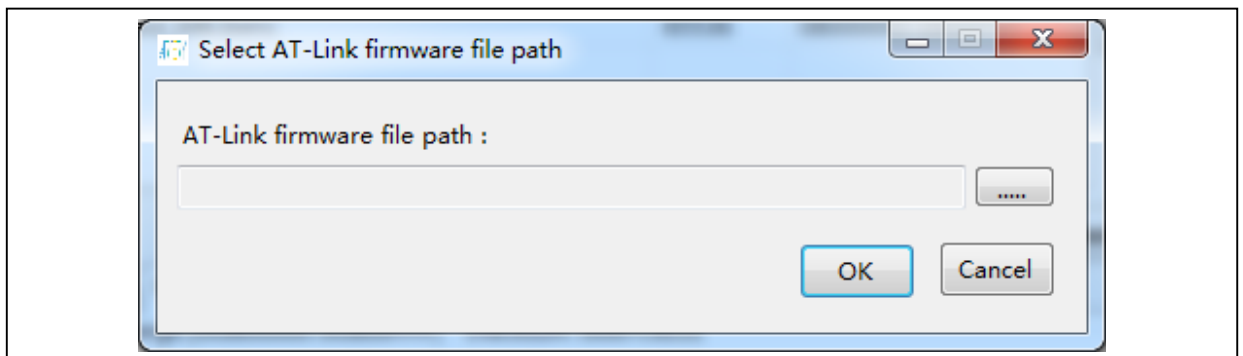 Select AT-Link firmware file path
AT-Link firmware file path :
.....
OK
Cancel